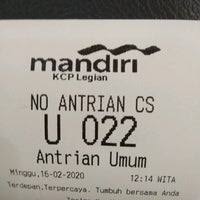 mandiri
KCP Legian
NO ANTRIAN CS
U 022
Antrian Umum
Minggu,16-02-2020 12:14 WITA
Terdepan,Terpercaya. Tumbuh bersama Anda